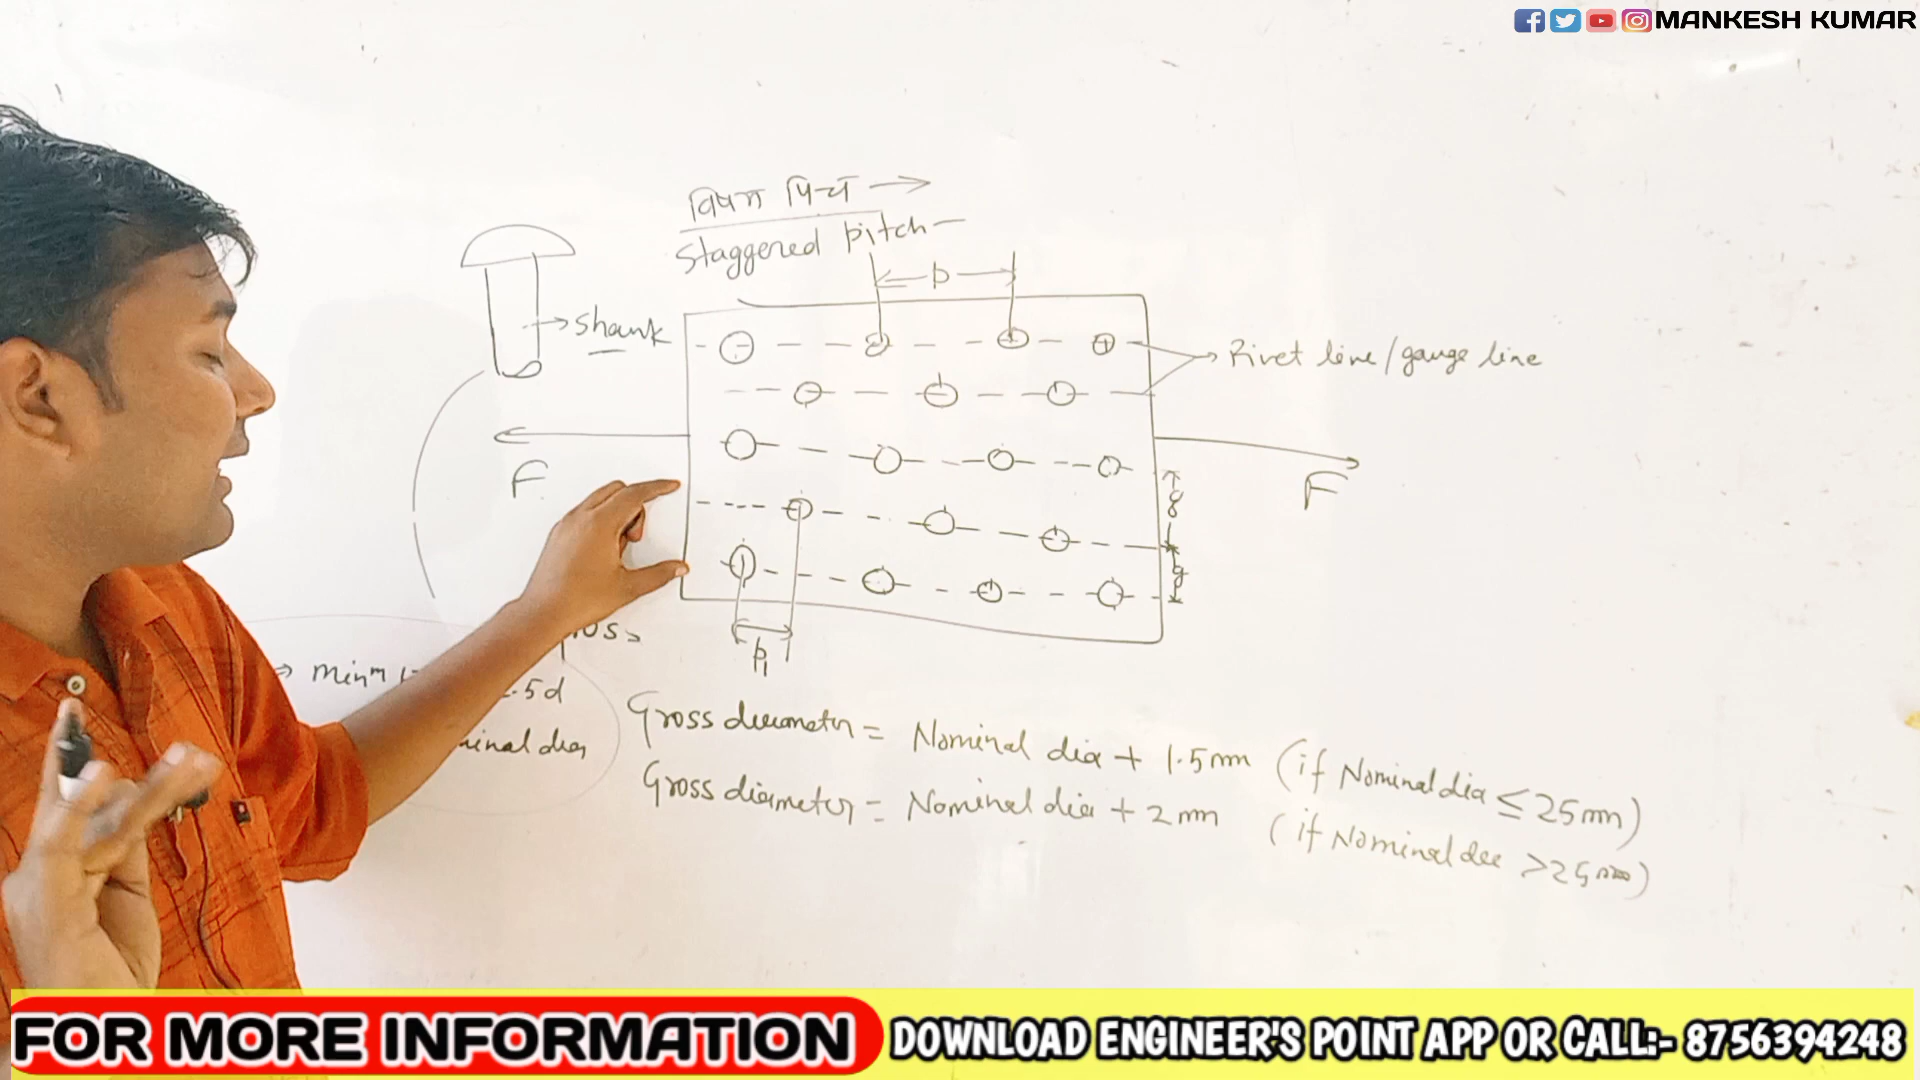 MANKESH KUMAR
विषम पिच →
Staggered pitch -
p
→ shank
→ Rivet line/gauge line
F
F
g
g
p1
→ Min^m
.5d
Gross diameter = Nominal dia + 1.5mm (if Nominal dia ≤ 25mm)
Gross diameter = Nominal dia + 2mm (if Nominal dia > 25mm)
FOR MORE INFORMATION
DOWNLOAD ENGINEER'S POINT APP OR CALL:- 8756394248